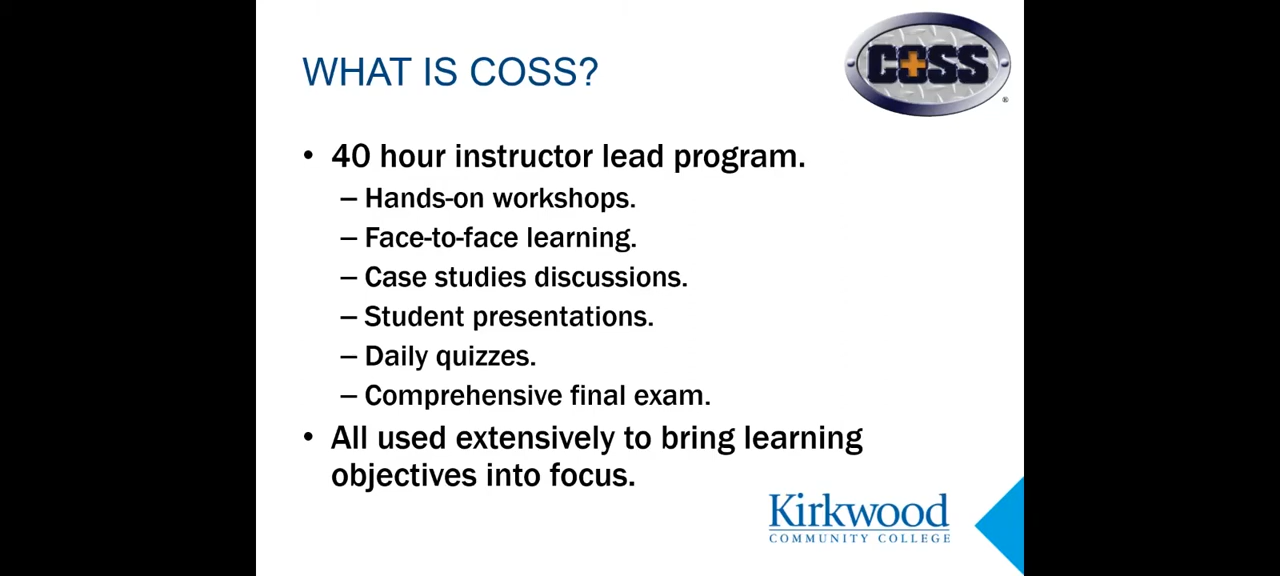 WHAT IS COSS?
COSS
®
• 40 hour instructor lead program.
– Hands-on workshops.
– Face-to-face learning.
– Case studies discussions.
– Student presentations.
– Daily quizzes.
– Comprehensive final exam.
• All used extensively to bring learning
objectives into focus.
Kirkwood
COMMUNITY COLLEGE